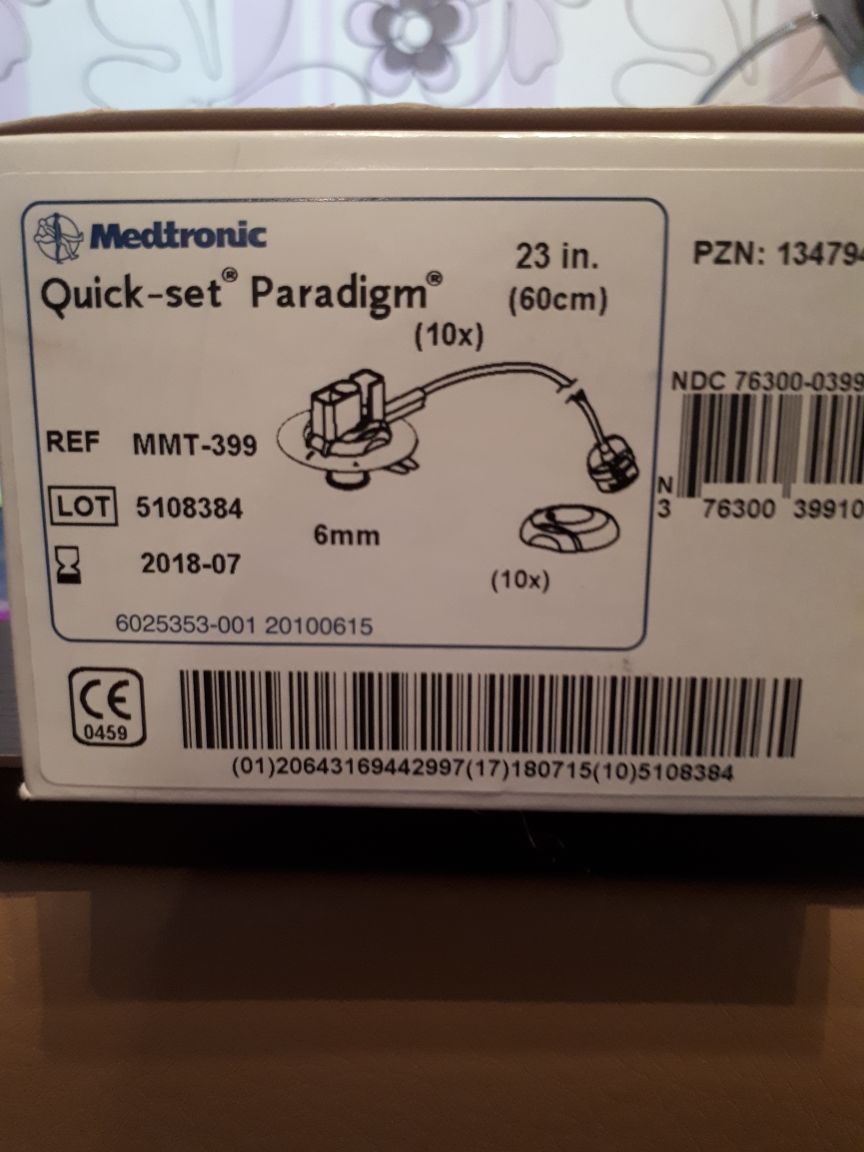 Medtronic
Quick-set® Paradigm®
(10x)
23 in.
(60cm)
REF MMT-399
LOT 5108384
2018-07
6mm
(10x)
6025353-001 20100615
PZN: 13479
NDC 76300-0399
N
3 76300 39910
CE
0459
(01)20643169442997(17)180715(10)5108384